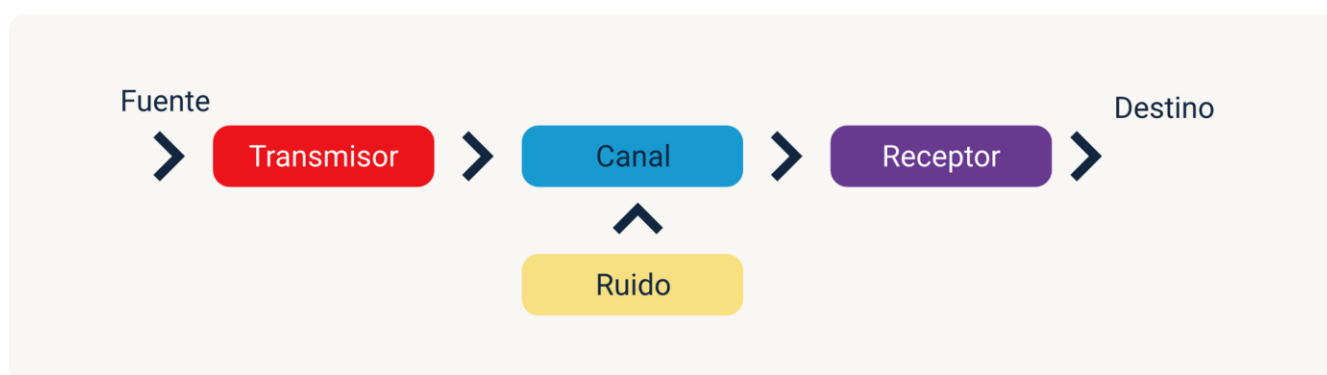 Fuente
Destino
Transmisor
Canal
Receptor
Ruido